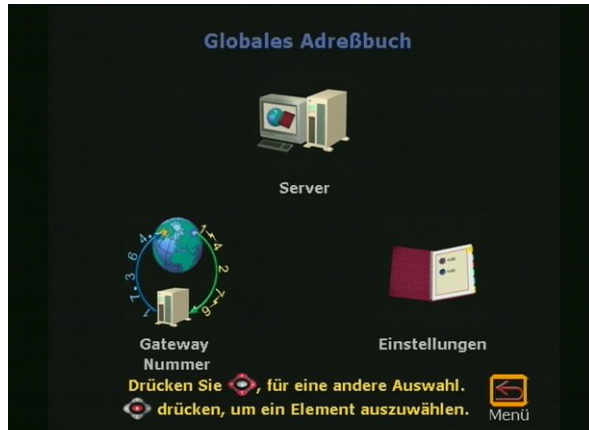 Globales Adreßbuch
Server
Gateway
Nummer
Einstellungen
Drücken Sie , für eine andere Auswahl.
drücken, um ein Element auszuwählen.
Menü